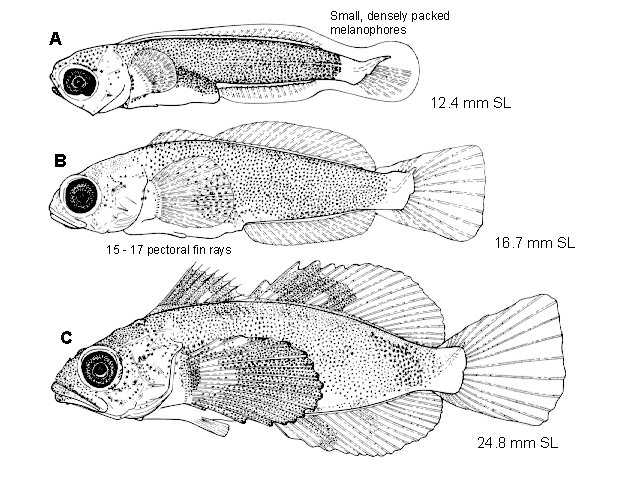 Small, densely packed
melanophores
A
12.4 mm SL
B
16.7 mm SL
15 - 17 pectoral fin rays
C
24.8 mm SL